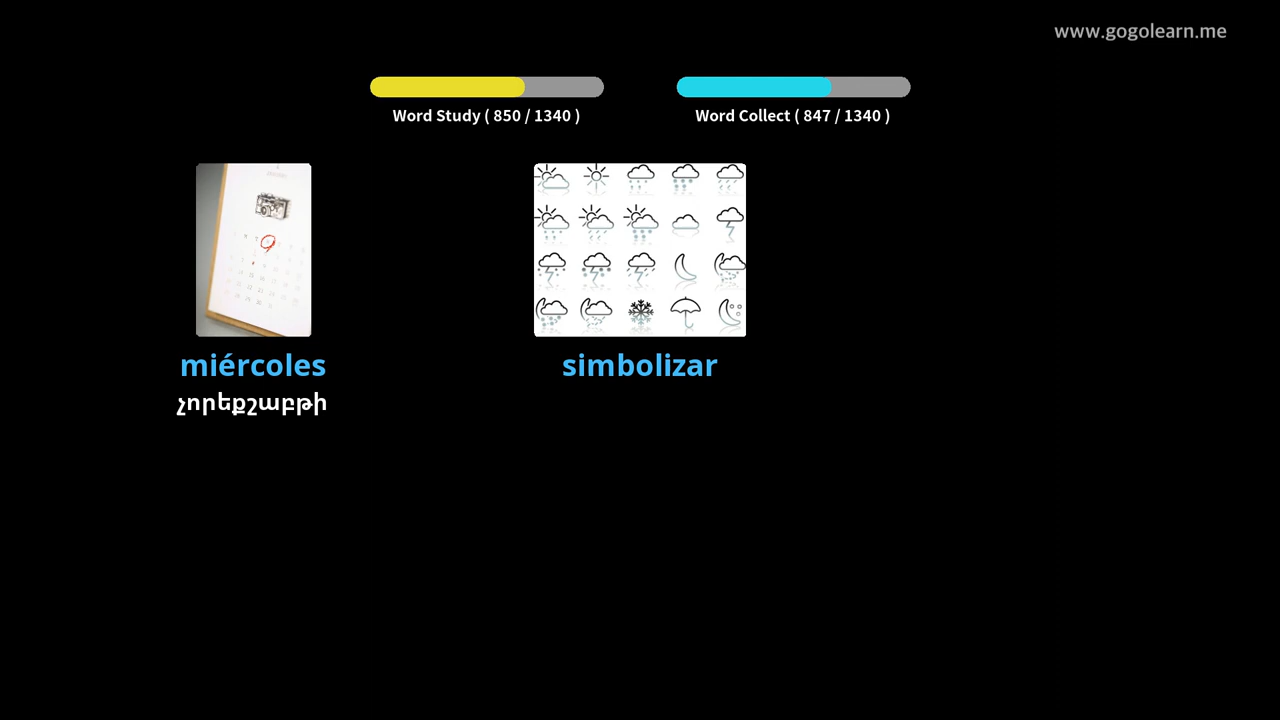 www.gogolearn.me
Word Study ( 850 / 1340 )
Word Collect ( 847 / 1340 )
miércoles
չորեքշաբթի
simbolizar